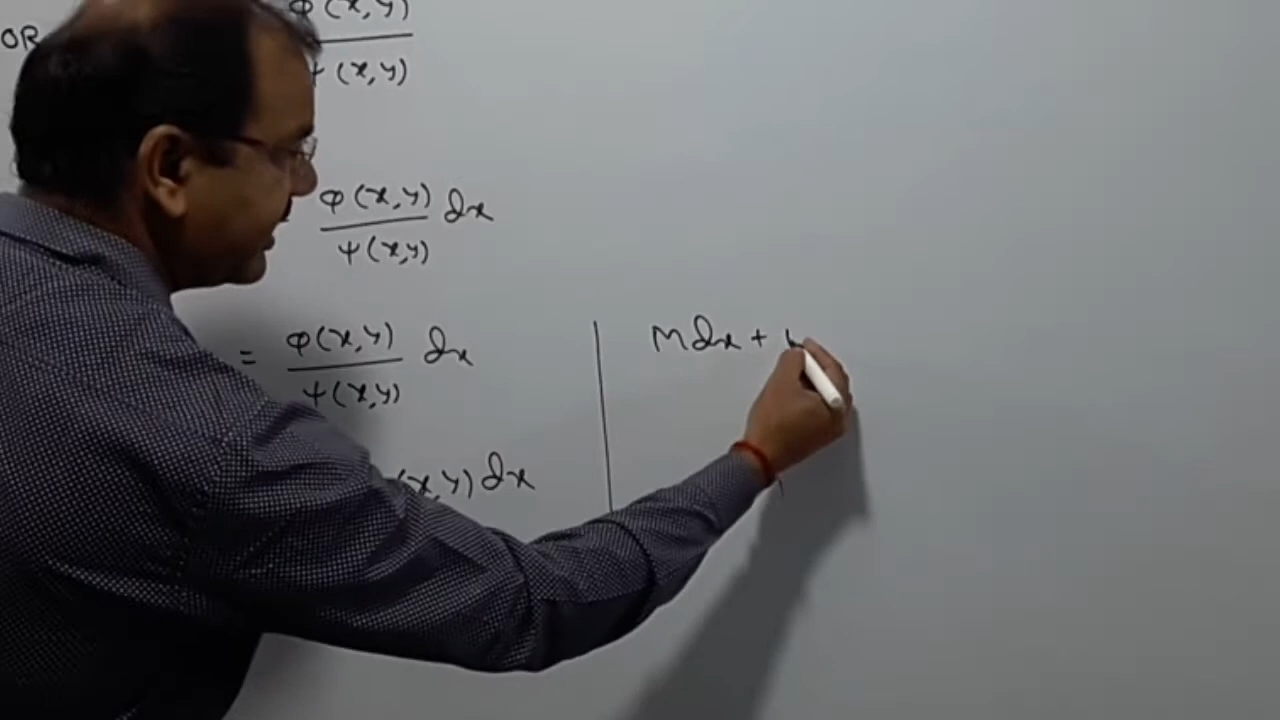 OR φ(x,y)
ψ(x,y)
φ(x,y) dx
ψ(x,y)
= φ(x,y) dx
ψ(x,y)
(x,y) dx
M dx +